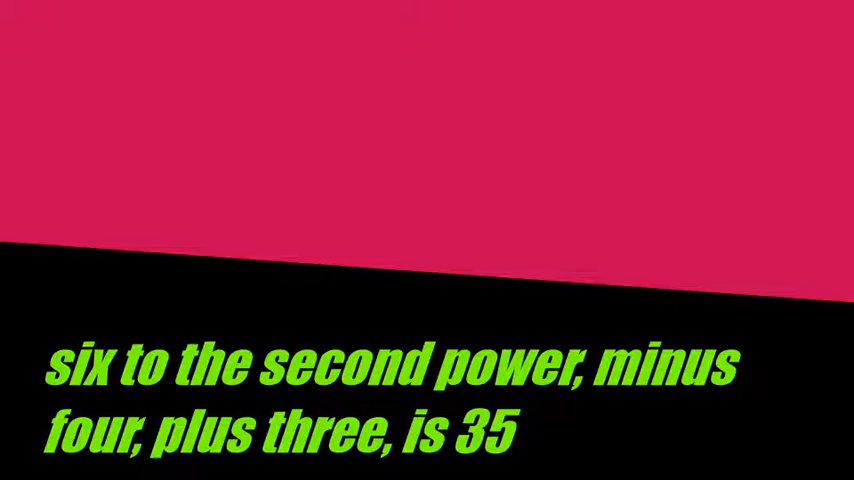 six to the second power, minus
four, plus three, is 35